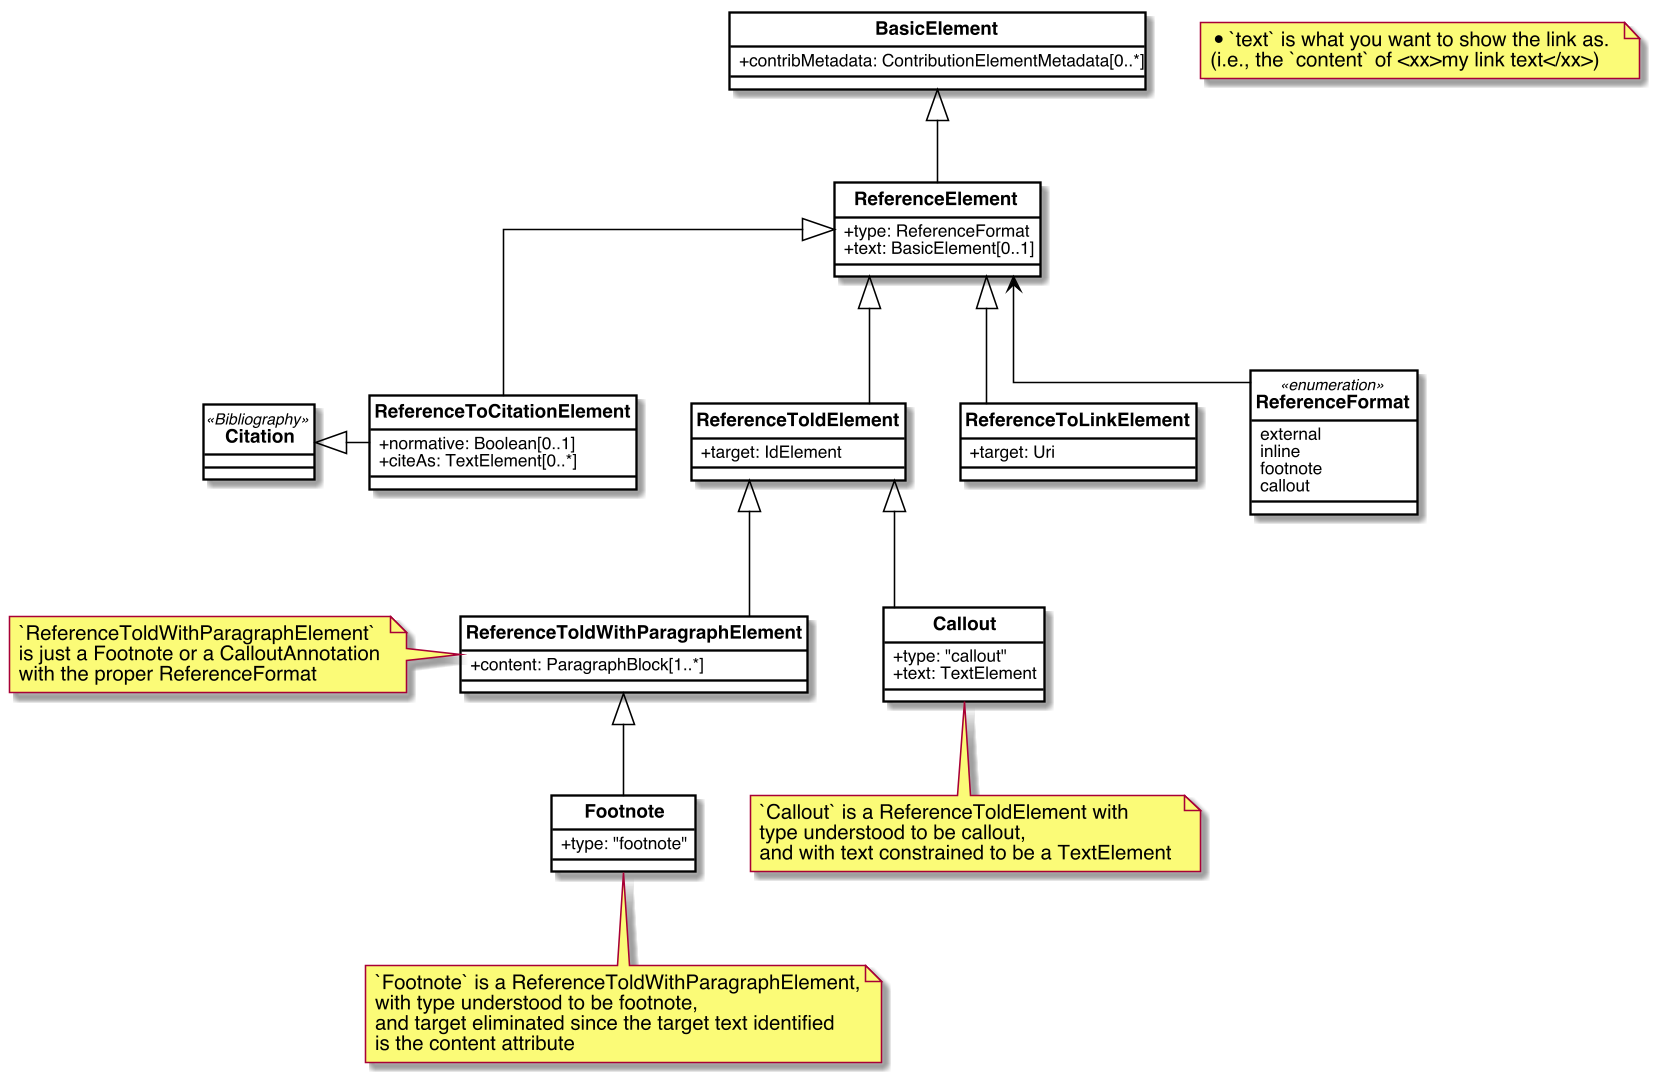 BasicElement
+contribMetadata: ContributionElementMetadata[0..*]
• `text` is what you want to show the link as.
(i.e., the `content` of <xx>my link text</xx>)
ReferenceElement
+type: ReferenceFormat
+text: BasicElement[0..1]
«Bibliography»
Citation
ReferenceToCitationElement
+normative: Boolean[0..1]
+citeAs: TextElement[0..*]
ReferenceToIdElement
+target: IdElement
ReferenceToLinkElement
+target: Uri
«enumeration»
ReferenceFormat
external
inline
footnote
callout
`ReferenceToIdWithParagraphElement`
is just a Footnote or a CalloutAnnotation
with the proper ReferenceFormat
ReferenceToIdWithParagraphElement
+content: ParagraphBlock[1..*]
Callout
+type: "callout"
+text: TextElement
Footnote
+type: "footnote"
`Callout` is a ReferenceToIdElement with
type understood to be callout,
and with text constrained to be a TextElement
`Footnote` is a ReferenceToIdWithParagraphElement,
with type understood to be footnote,
and target eliminated since the target text identified
is the content attribute